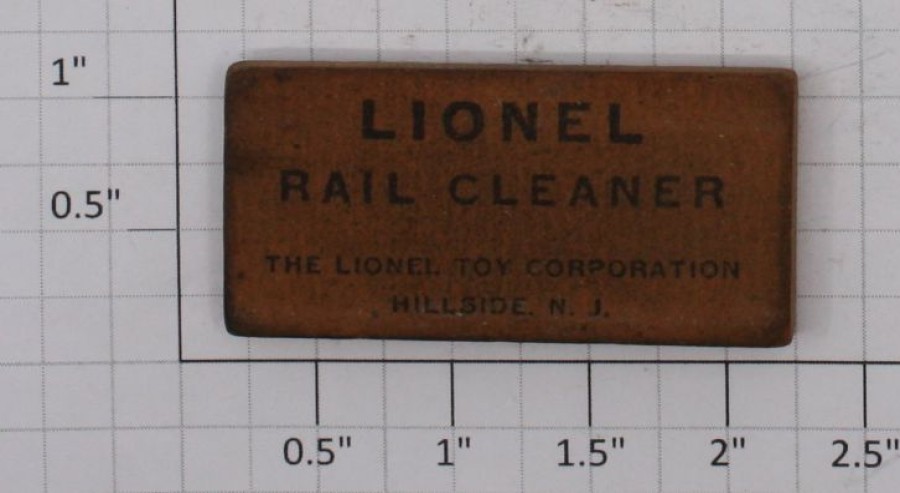 1"
LIONEL
RAIL CLEANER
0.5"
THE LIONEL TOY CORPORATION
HILLSIDE. N. J.
0.5" 1" 1.5" 2" 2.5"